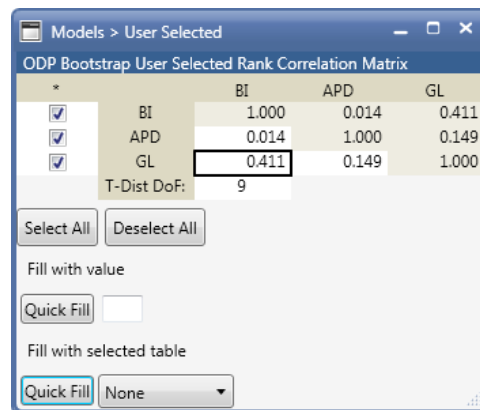 Models > User Selected
ODP Bootstrap User Selected Rank Correlation Matrix
* BI APD GL
BI 1.000 0.014 0.411
APD 0.014 1.000 0.149
GL 0.411 0.149 1.000
T-Dist DoF: 9
Select All Deselect All
Fill with value
Quick Fill
Fill with selected table
Quick Fill None